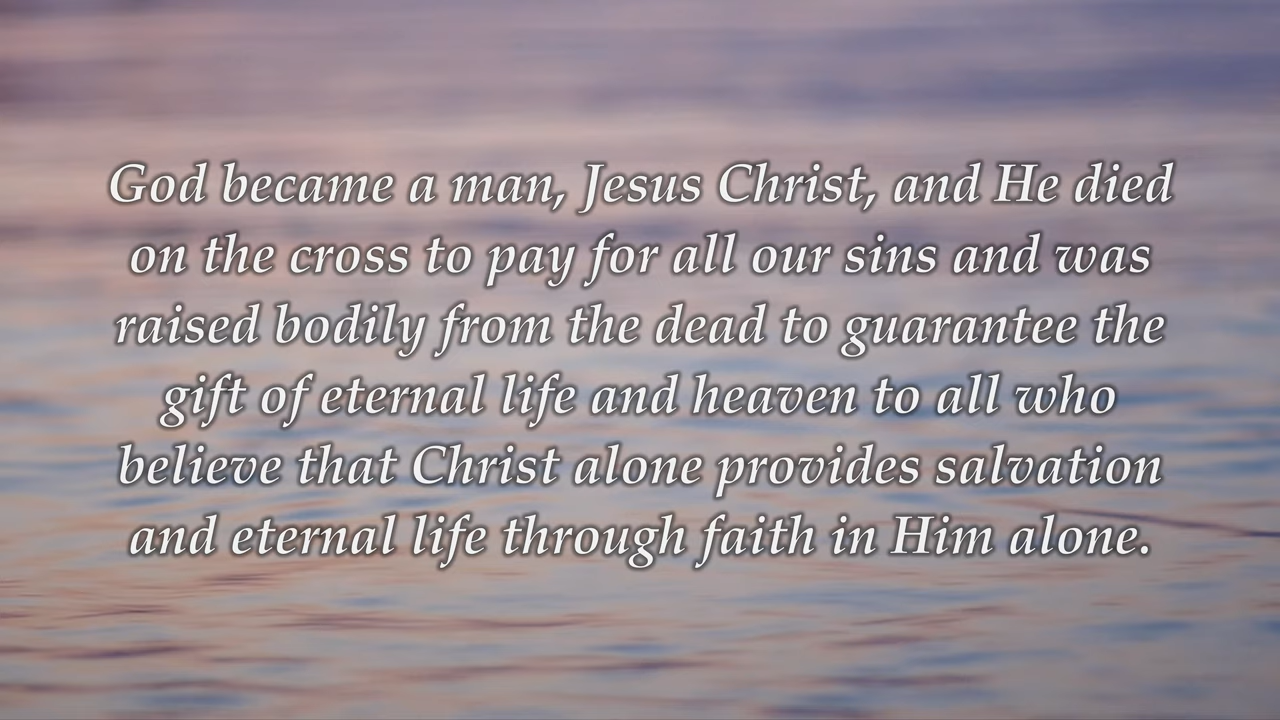 God became a man, Jesus Christ, and He died
on the cross to pay for all our sins and was
raised bodily from the dead to guarantee the
gift of eternal life and heaven to all who
believe that Christ alone provides salvation
and eternal life through faith in Him alone.